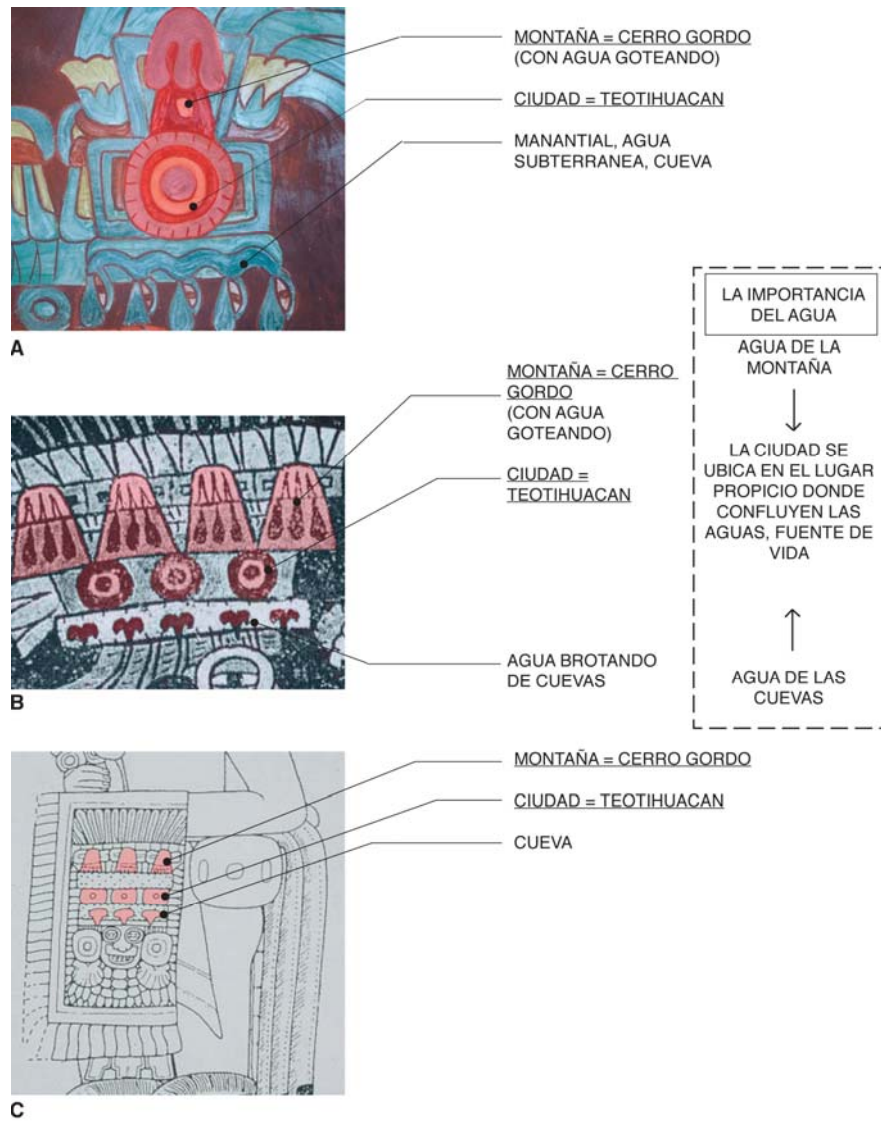 MONTAÑA = CERRO GORDO
(CON AGUA GOTEANDO)
CIUDAD = TEOTIHUACAN
MANANTIAL, AGUA
SUBTERRANEA, CUEVA
A
MONTAÑA = CERRO
GORDO
(CON AGUA
GOTEANDO)
CIUDAD =
TEOTIHUACAN
AGUA BROTANDO
DE CUEVAS
B
LA IMPORTANCIA
DEL AGUA
AGUA DE LA
MONTAÑA
LA CIUDAD SE
UBICA EN EL LUGAR
PROPICIO DONDE
CONFLUYEN LAS
AGUAS, FUENTE DE
VIDA
AGUA DE LAS
CUEVAS
MONTAÑA = CERRO GORDO
CIUDAD = TEOTIHUACAN
CUEVA
C